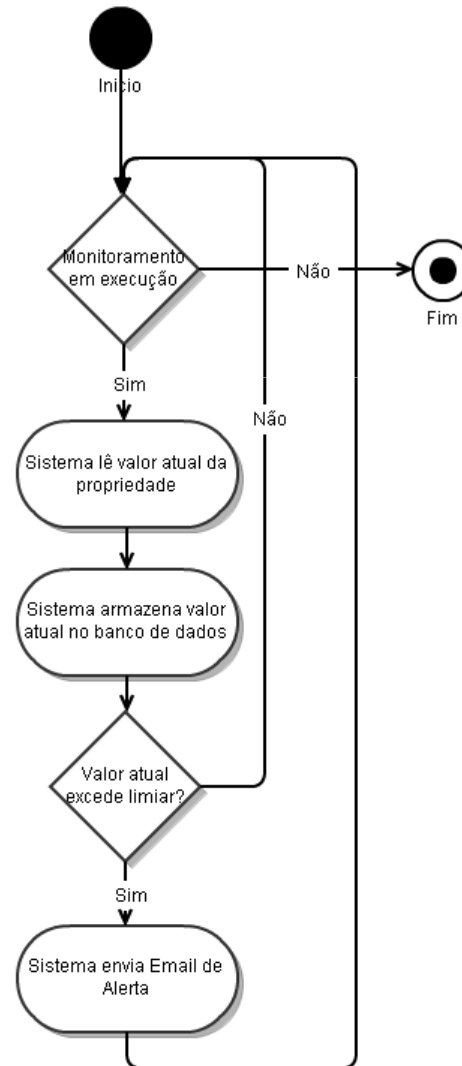 Inicio
Monitoramento
em execução
Não
Fim
Sim
Não
Sistema lê valor atual da
propriedade
Sistema armazena valor
atual no banco de dados
Valor atual
excede limiar?
Sim
Sistema envia Email de
Alerta